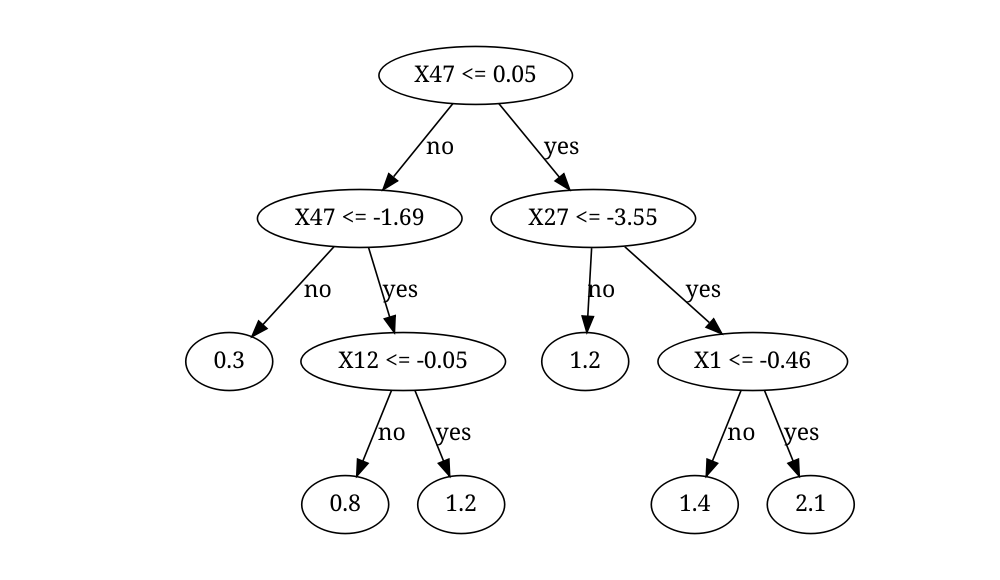 X47 <= 0.05
no
yes
X47 <= -1.69
X27 <= -3.55
no
yes
no
yes
0.3
X12 <= -0.05
1.2
X1 <= -0.46
no
yes
no
yes
0.8
1.2
1.4
2.1